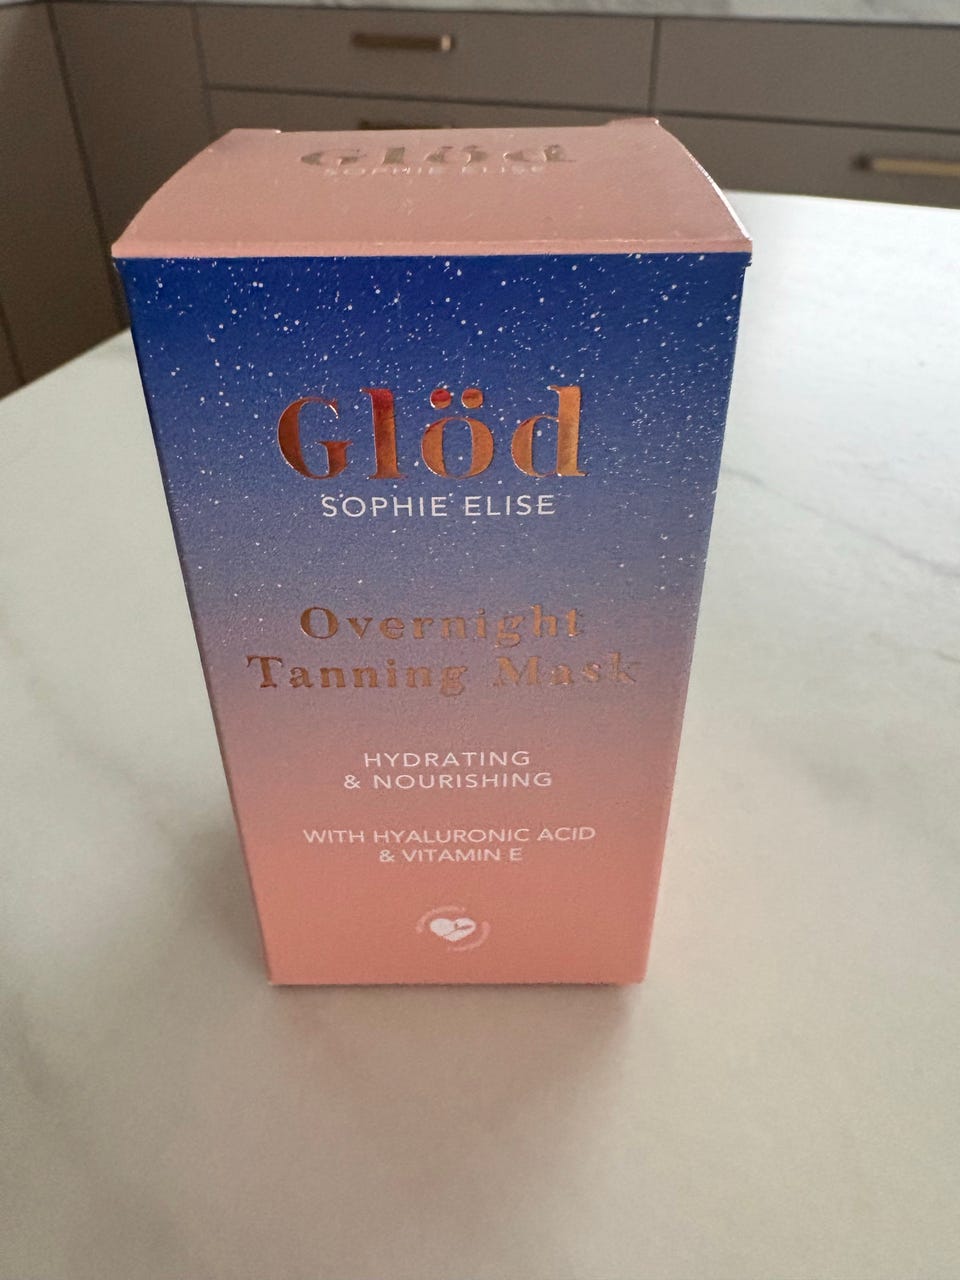 Glöd
SOPHIE ELISE
Glöd
SOPHIE ELISE
Overnight
Tanning Mask
HYDRATING
& NOURISHING
WITH HYALURONIC ACID
& VITAMIN E